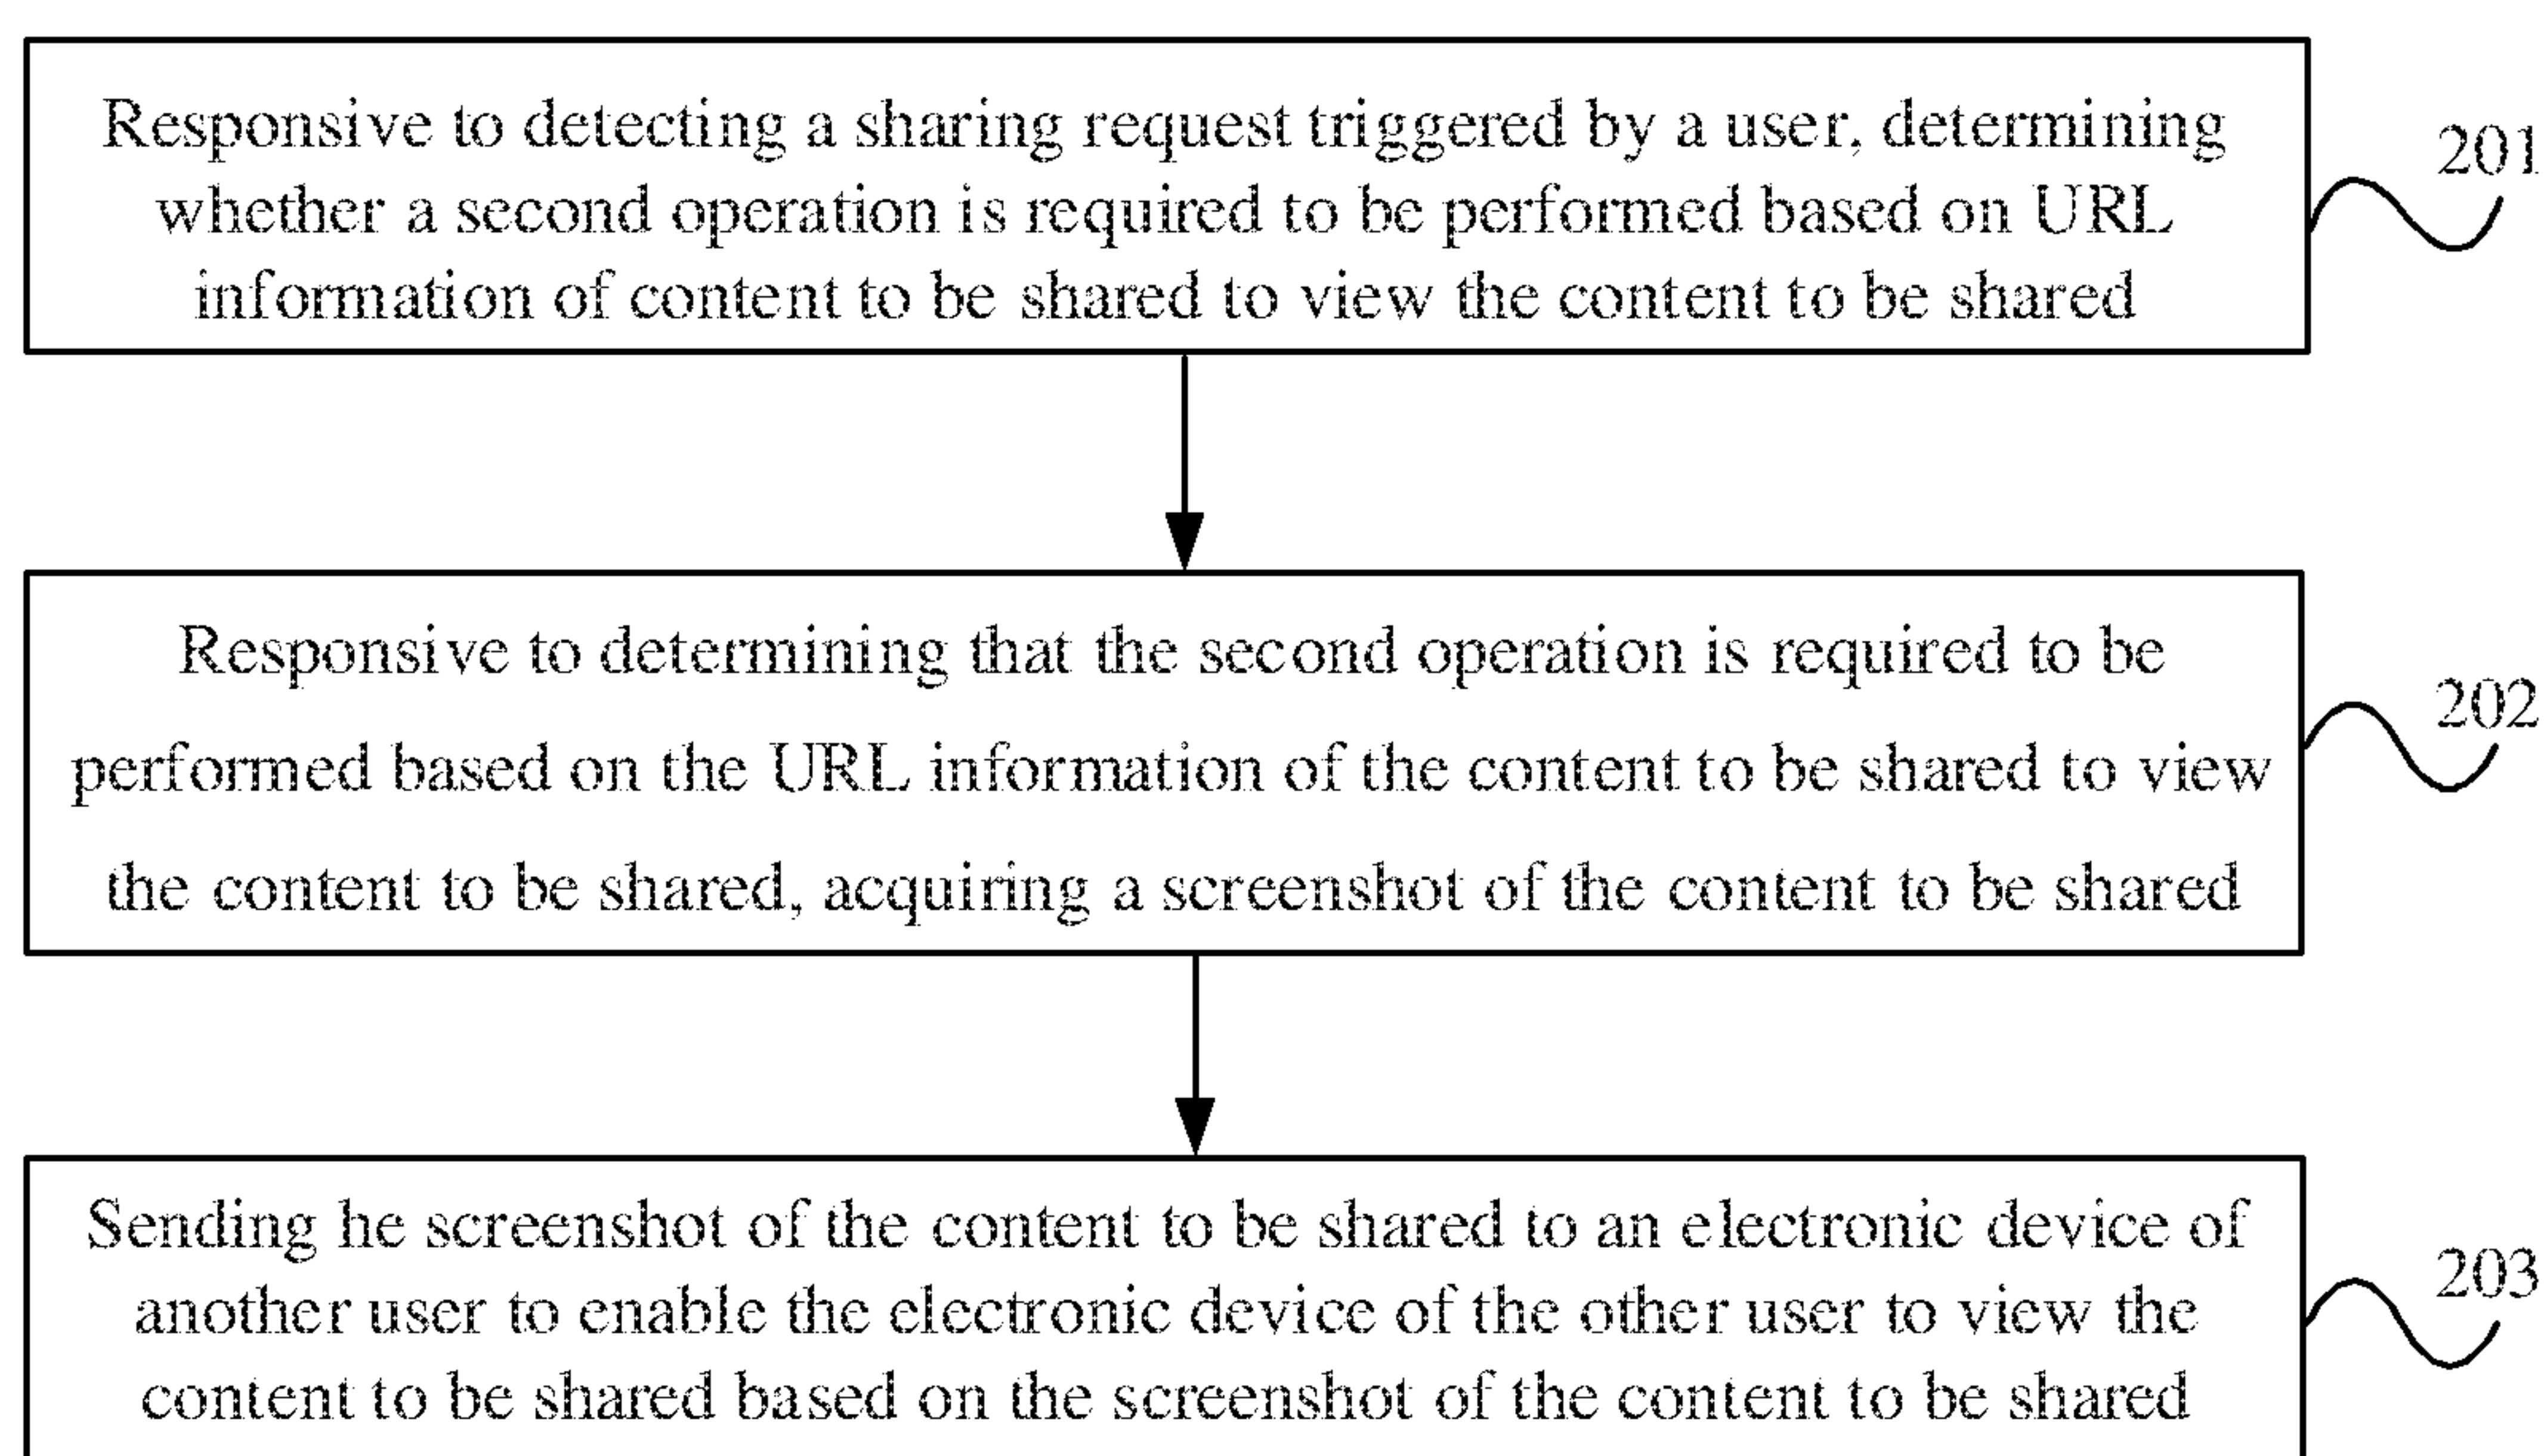 Responsive to detecting a sharing request triggered by a user, determining
whether a second operation is required to be performed based on URL
information of content to be shared to view the content to be shared
201
Responsive to determining that the second operation is required to be
performed based on the URL information of the content to be shared to view
the content to be shared, acquiring a screenshot of the content to be shared
202
Sending he screenshot of the content to be shared to an electronic device of
another user to enable the electronic device of the other user to view the
content to be shared based on the screenshot of the content to be shared
203